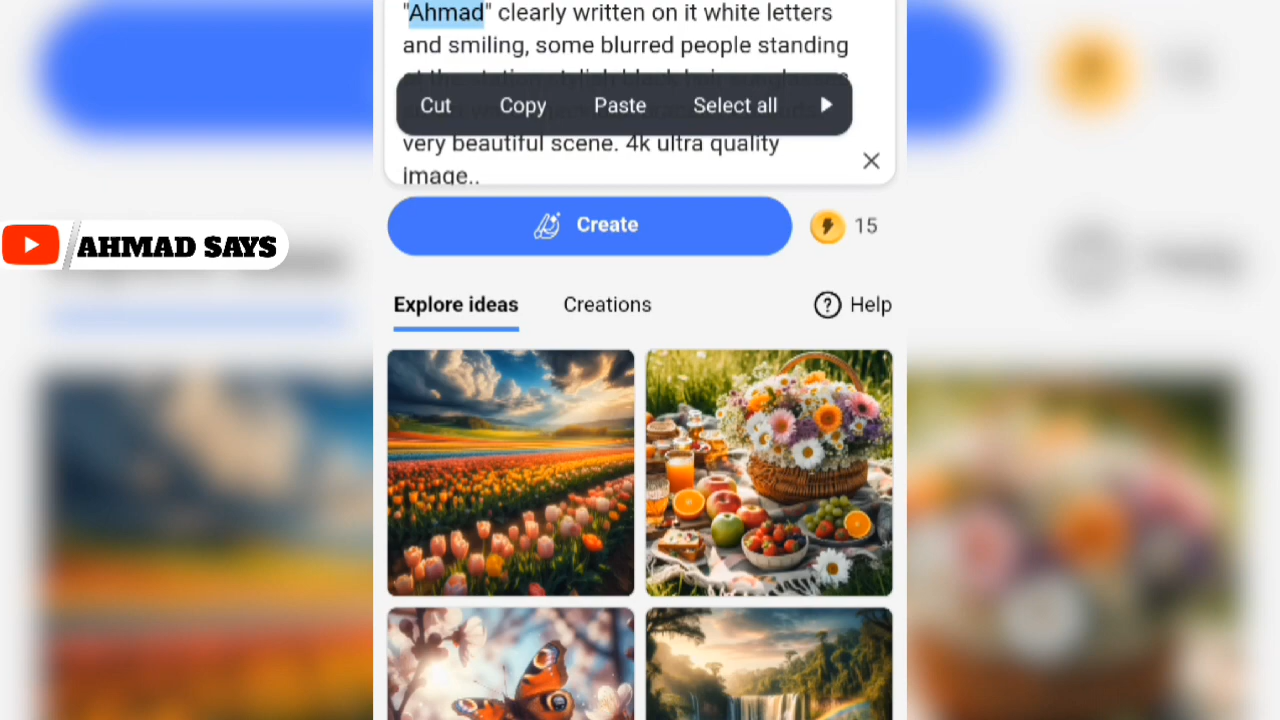 "Ahmad" clearly written on it white letters
and smiling, some blurred people standing
Cut Copy Paste Select all
very beautiful scene. 4k ultra quality
image..
Create 15
AHMAD SAYS
Explore ideas Creations Help